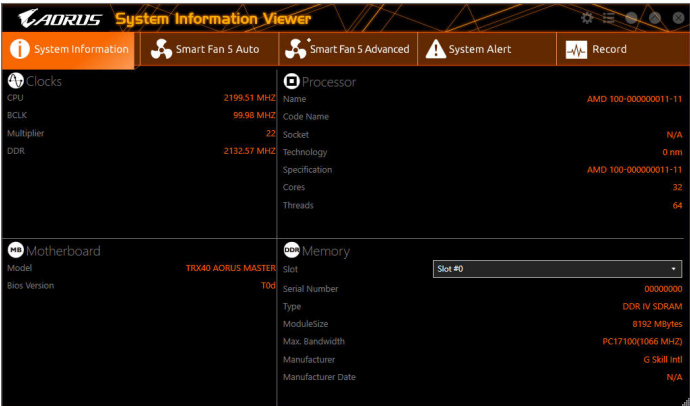 AORUS System Information Viewer
System Information Smart Fan 5 Auto Smart Fan 5 Advanced System Alert Record
Clocks
CPU 2199.51 MHZ
BCLK 99.98 MHZ
Multiplier 22
DDR 2132.57 MHZ
Processor
Name AMD 100-000000011-11
Code Name
Socket N/A
Technology 0 nm
Specification AMD 100-000000011-11
Cores 32
Threads 64
MB Motherboard
Model TRX40 AORUS MASTER
Bios Version T0d
DDR Memory
Slot Slot #0
Serial Number 00000000
Type DDR IV SDRAM
ModuleSize 8192 MBytes
Max. Bandwidth PC17100(1066 MHZ)
Manufacturer G Skill Intl
Manufacturer Date N/A